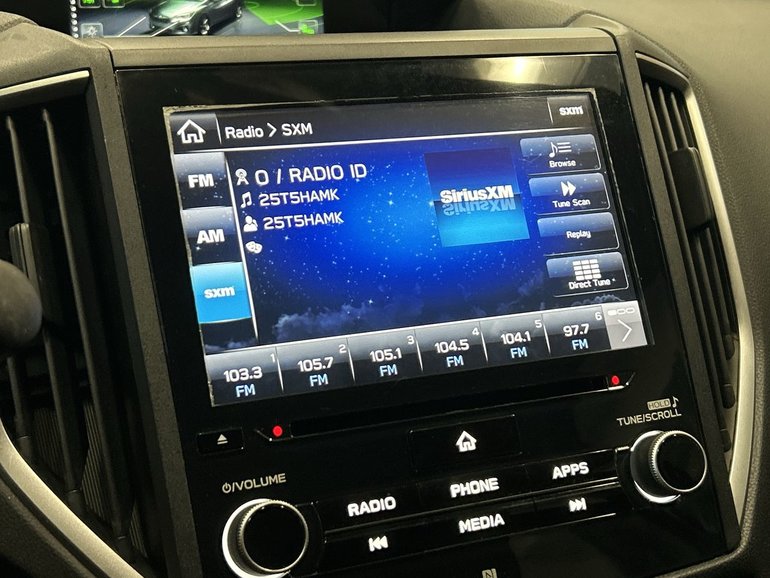 Radio > SXM
sxm
FM
AM
sxm
0 / RADIO ID
25T5HAMK
25T5HAMK
SiriusXM
Browse
Tune Scan
Replay
Direct Tune
1
103.3
FM
2
105.7
FM
3
105.1
FM
4
104.5
FM
5
104.1
FM
6
97.7
FM
HOLD
TUNE/SCROLL
VOLUME
RADIO
PHONE
APPS
MEDIA